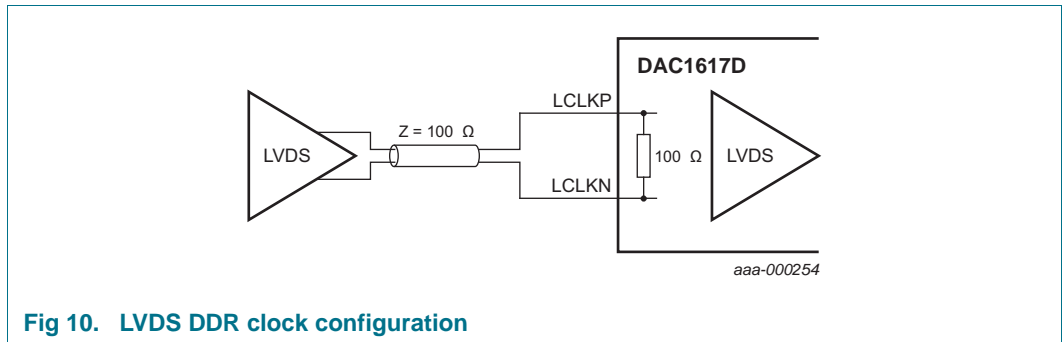 DAC1617D
LCLKP
Z = 100 Ω
LVDS
100 Ω
LVDS
LCLKN
aaa-000254
Fig 10. LVDS DDR clock configuration